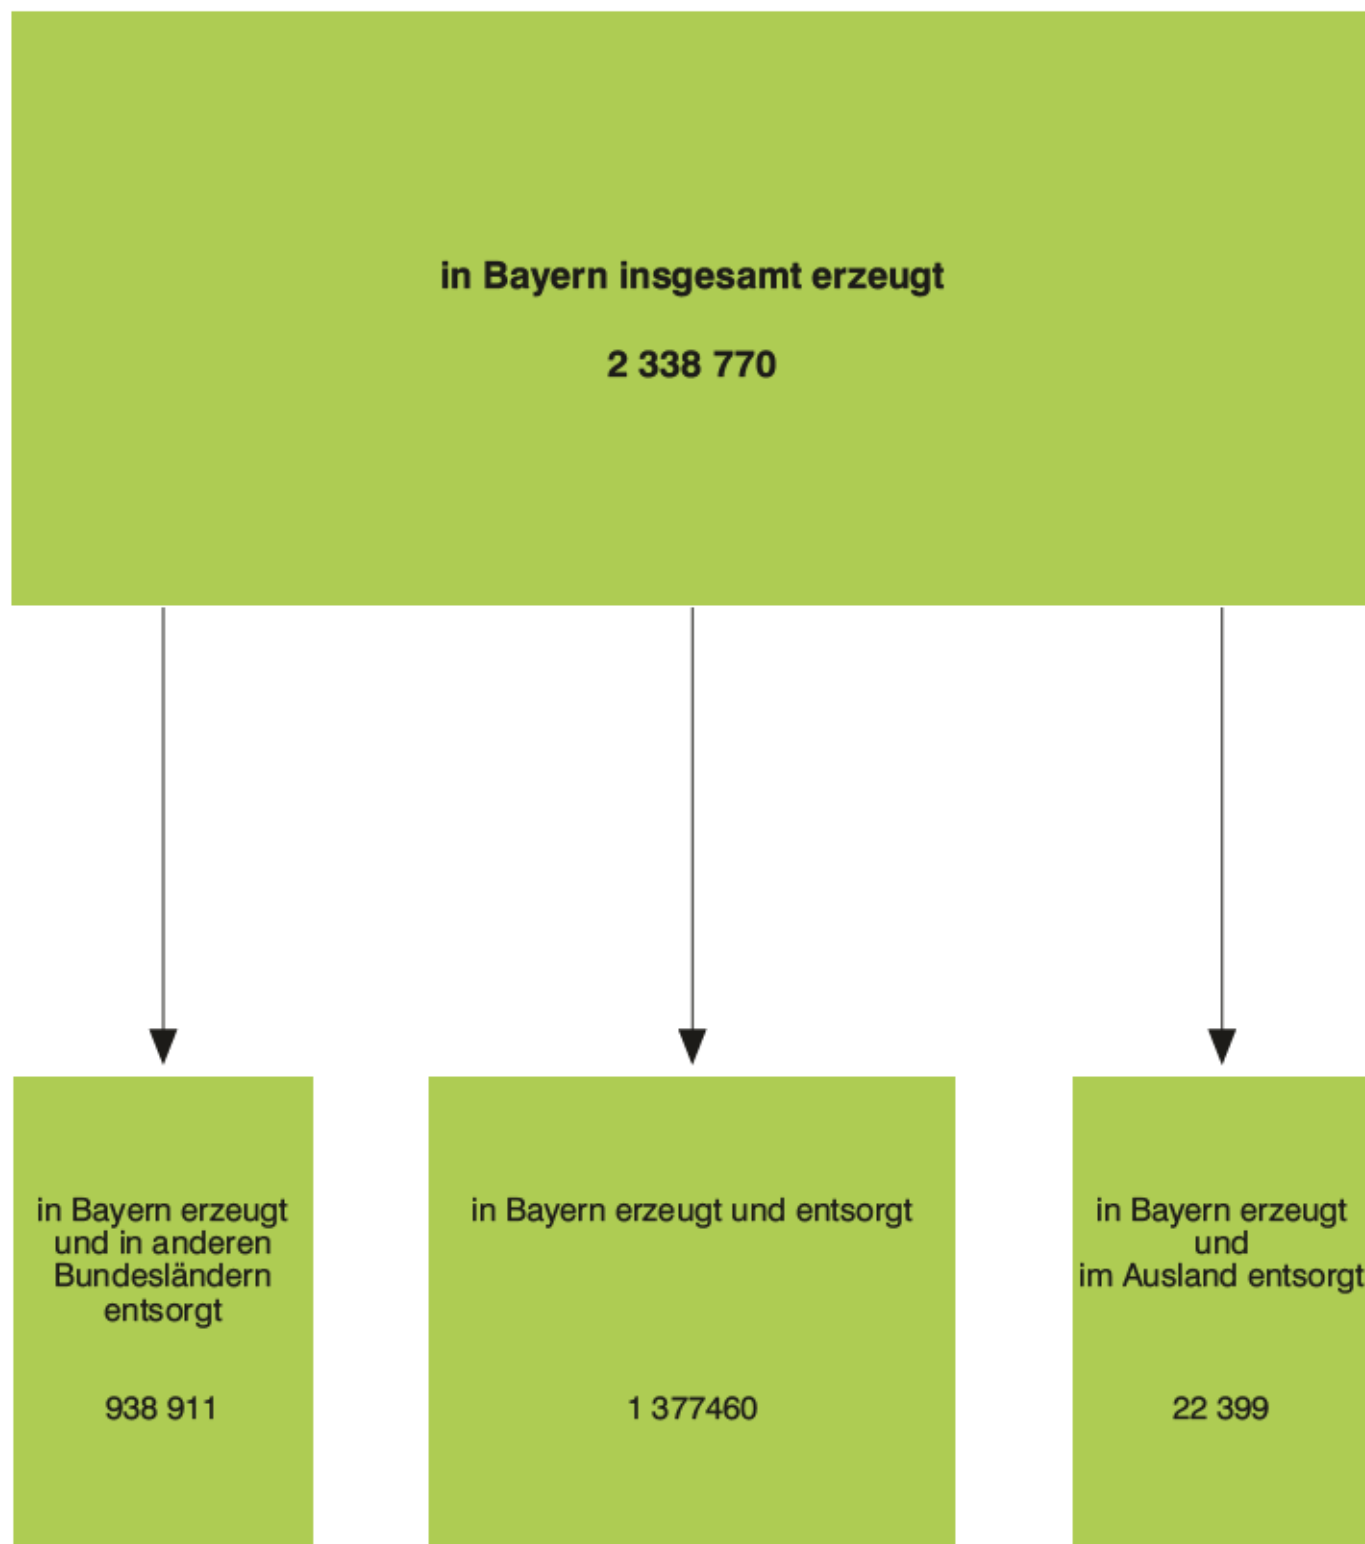 in Bayern insgesamt erzeugt
2 338 770
in Bayern erzeugt
und in anderen
Bundesländern
entsorgt
938 911
in Bayern erzeugt und entsorgt
1 377460
in Bayern erzeugt
und
im Ausland entsorgt
22 399